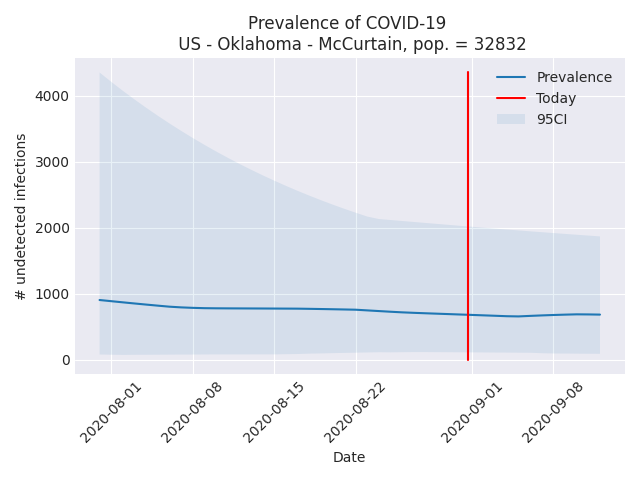 Prevalence of COVID-19
US - Oklahoma - McCurtain, pop. = 32832
Prevalence
Today
95CI
# undetected infections
4000
3000
2000
1000
0
2020-08-01
2020-08-08
2020-08-15
2020-08-22
2020-09-01
2020-09-08
Date